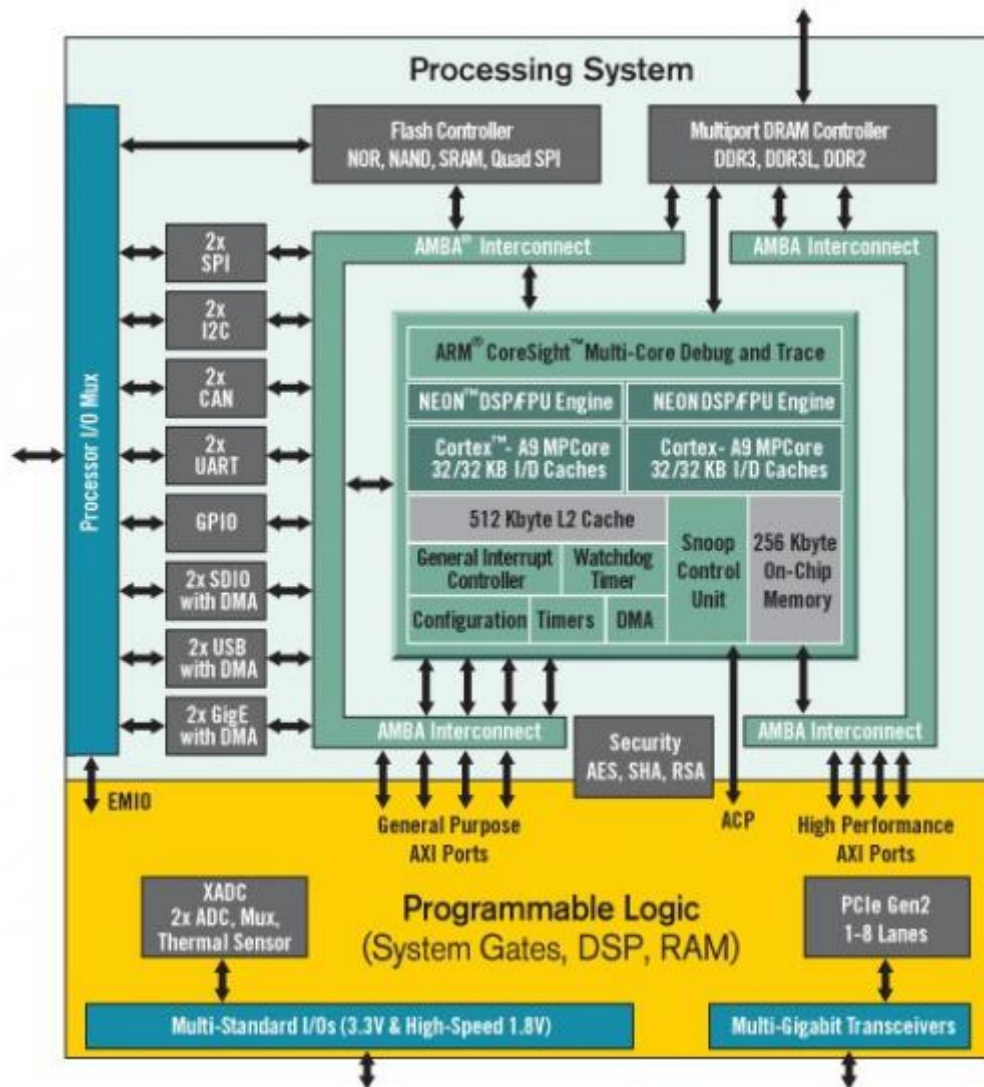 Processing System
Flash Controller
NOR, NAND, SRAM, Quad SPI
Multiport DRAM Controller
DDR3, DDR3L, DDR2
AMBA® Interconnect
AMBA Interconnect
Processor I/O Mux
2x
SPI
2x
I2C
2x
CAN
2x
UART
GPIO
2x SDIO
with DMA
2x USB
with DMA
2x GigE
with DMA
ARM® CoreSight™ Multi-Core Debug and Trace
NEON™ DSP/FPU Engine
NEON DSP/FPU Engine
Cortex™- A9 MPCore
32/32 KB I/D Caches
Cortex- A9 MPCore
32/32 KB I/D Caches
512 Kbyte L2 Cache
General Interrupt
Controller
Watchdog
Timer
Configuration
Timers
DMA
Snoop
Control
Unit
256 Kbyte
On-Chip
Memory
AMBA Interconnect
AMBA Interconnect
Security
AES, SHA, RSA
EMIO
General Purpose
AXI Ports
ACP
High Performance
AXI Ports
XADC
2x ADC, Mux,
Thermal Sensor
Programmable Logic
(System Gates, DSP, RAM)
PCIe Gen2
1-8 Lanes
Multi-Standard I/Os (3.3V & High-Speed 1.8V)
Multi-Gigabit Transceivers